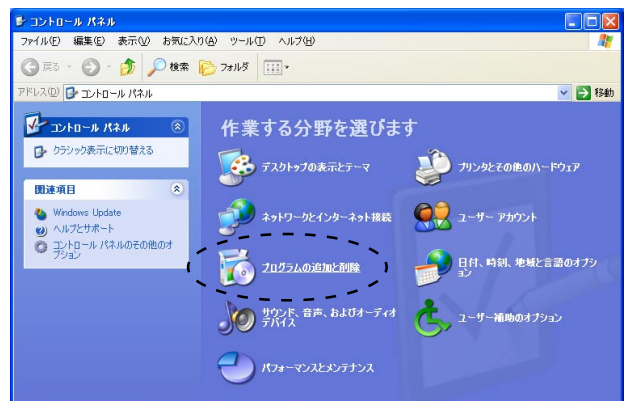 コントロール パネル
ファイル(F) 編集(E) 表示(V) お気に入り(A) ツール(T) ヘルプ(H)
戻る 検索 フォルダ
アドレス(D) コントロール パネル 移動
コントロール パネル
クラシック表示に切り替える
関連項目
Windows Update
ヘルプとサポート
コントロール パネルのその他のオ
プション
作業する分野を選びます
デスクトップの表示とテーマ
プリンタとその他のハードウェア
ネットワークとインターネット接続
ユーザー アカウント
プログラムの追加と削除
日付、時刻、地域と言語のオプシ
ョン
サウンド、音声、およびオーディオ
デバイス
ユーザー補助のオプション
パフォーマンスとメンテナンス